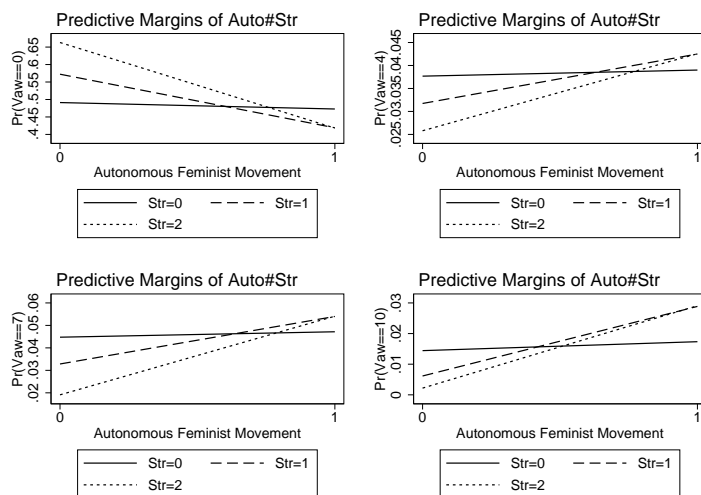 Predictive Margins of Auto#Str
Pr(Vaw==0)
.4.45.5.55.6.65
0 1
Autonomous Feminist Movement
Str=0 Str=1
Str=2
Predictive Margins of Auto#Str
Pr(Vaw==4)
.025.03.035.04.045
0 1
Autonomous Feminist Movement
Str=0 Str=1
Str=2
Predictive Margins of Auto#Str
Pr(Vaw==7)
.02.03.04.05.06
0 1
Autonomous Feminist Movement
Str=0 Str=1
Str=2
Predictive Margins of Auto#Str
Pr(Vaw==10)
0 .01 .02 .03
0 1
Autonomous Feminist Movement
Str=0 Str=1
Str=2